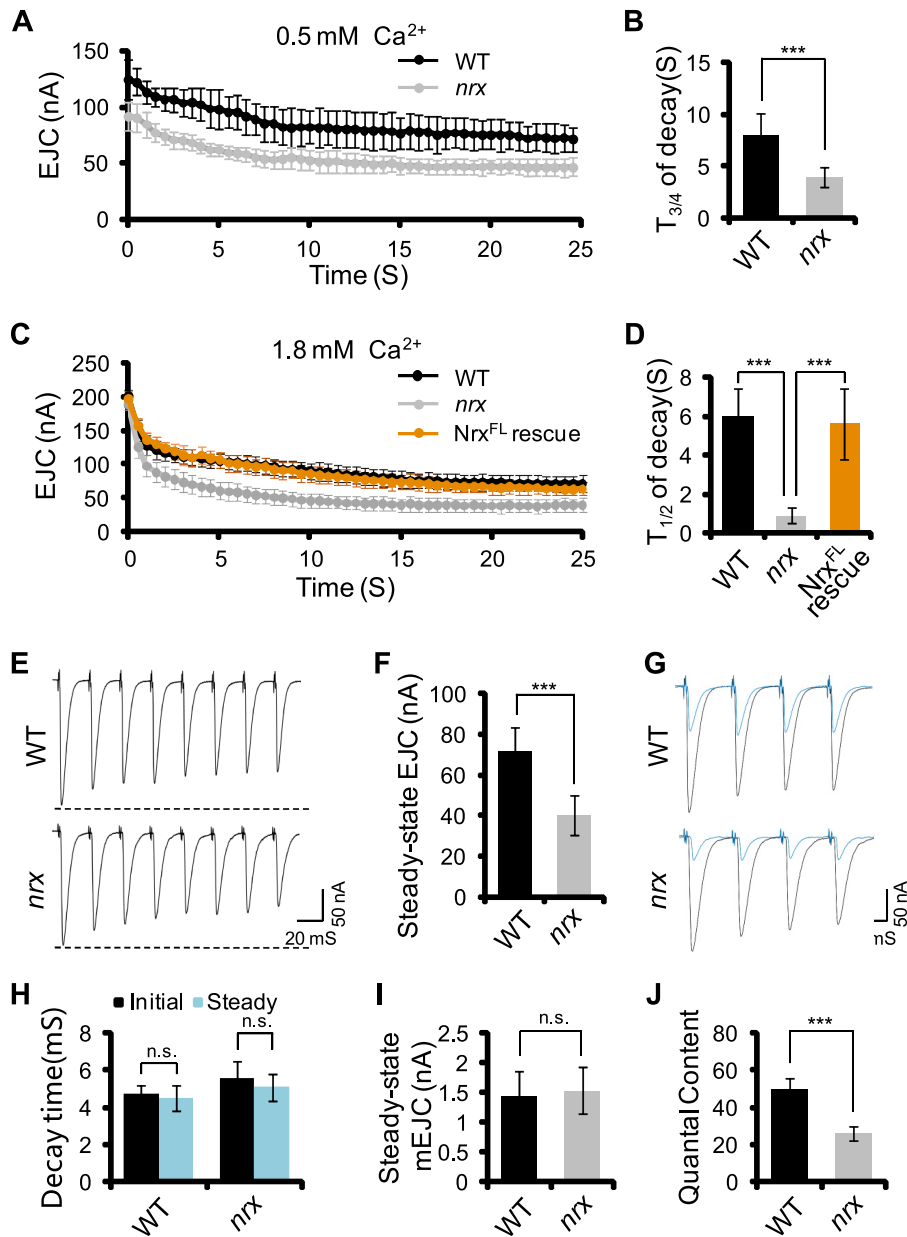 A
0.5 mM Ca²⁺
WT
nrx
EJC (nA)
150
100
50
0
0 5 10 15 20 25
Time (S)
B
***
T₃/₄ of decay(S)
15
10
5
0
WT nrx
C
1.8 mM Ca²⁺
WT
nrx
Nrxᶠᴸ rescue
EJC (nA)
250
200
150
100
50
0
0 5 10 15 20 25
Time (S)
D
*** ***
T₁/₂ of decay(S)
8
6
4
2
0
WT nrx Nrxᶠᴸ rescue
E
WT
nrx
50 nA
20 mS
F
***
Steady-state EJC (nA)
100
80
60
40
20
0
WT nrx
G
WT
nrx
50 nA
mS
H
Initial Steady
n.s. n.s.
Decay time(mS)
8
6
4
2
0
WT nrx
I
n.s.
Steady-state
mEJC (nA)
2.5
2
1.5
1
0.5
0
WT nrx
J
***
Quantal Content
80
60
40
20
0
WT nrx